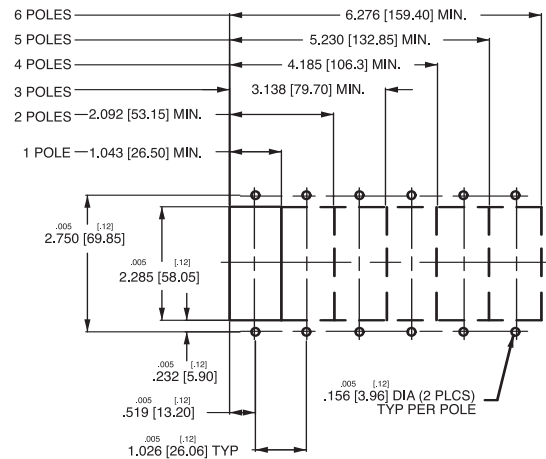 6 POLES 6.276 [159.40] MIN.
5 POLES 5.230 [132.85] MIN.
4 POLES 4.185 [106.3] MIN.
3 POLES 3.138 [79.70] MIN.
2 POLES 2.092 [53.15] MIN.
1 POLE 1.043 [26.50] MIN.
.005 [.12]
2.750 [69.85]
.005 [.12]
2.285 [58.05]
.005 [.12]
.232 [5.90]
.005 [.12]
.519 [13.20]
.005 [.12]
1.026 [26.06] TYP
.005 [.12]
.156 [3.96] DIA (2 PLCS)
TYP PER POLE